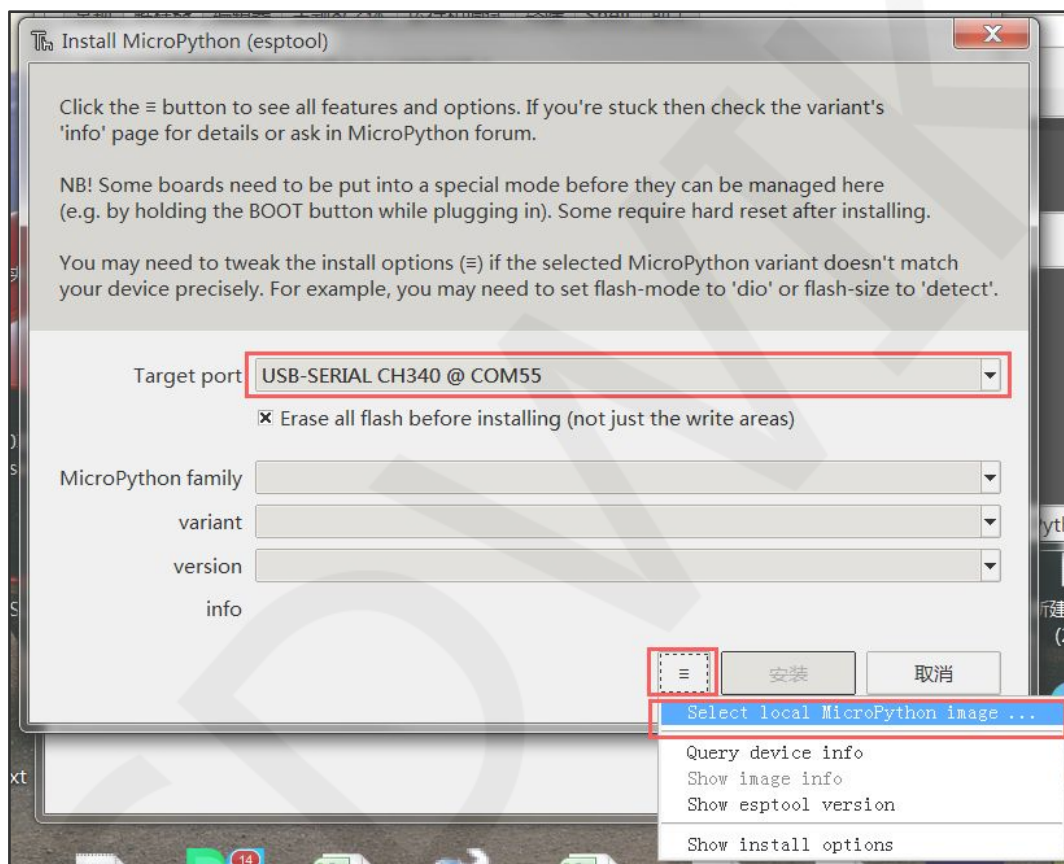 Install MicroPython (esptool)
Click the ≡ button to see all features and options. If you're stuck then check the variant's
'info' page for details or ask in MicroPython forum.
NB! Some boards need to be put into a special mode before they can be managed here
(e.g. by holding the BOOT button while plugging in). Some require hard reset after installing.
You may need to tweak the install options (≡) if the selected MicroPython variant doesn't match
your device precisely. For example, you may need to set flash-mode to 'dio' or flash-size to 'detect'.
Target port USB-SERIAL CH340 @ COM55
Erase all flash before installing (not just the write areas)
MicroPython family
variant
version
info
≡ 安装 取消
Select local MicroPython image ...
Query device info
Show image info
Show esptool version
Show install options
14